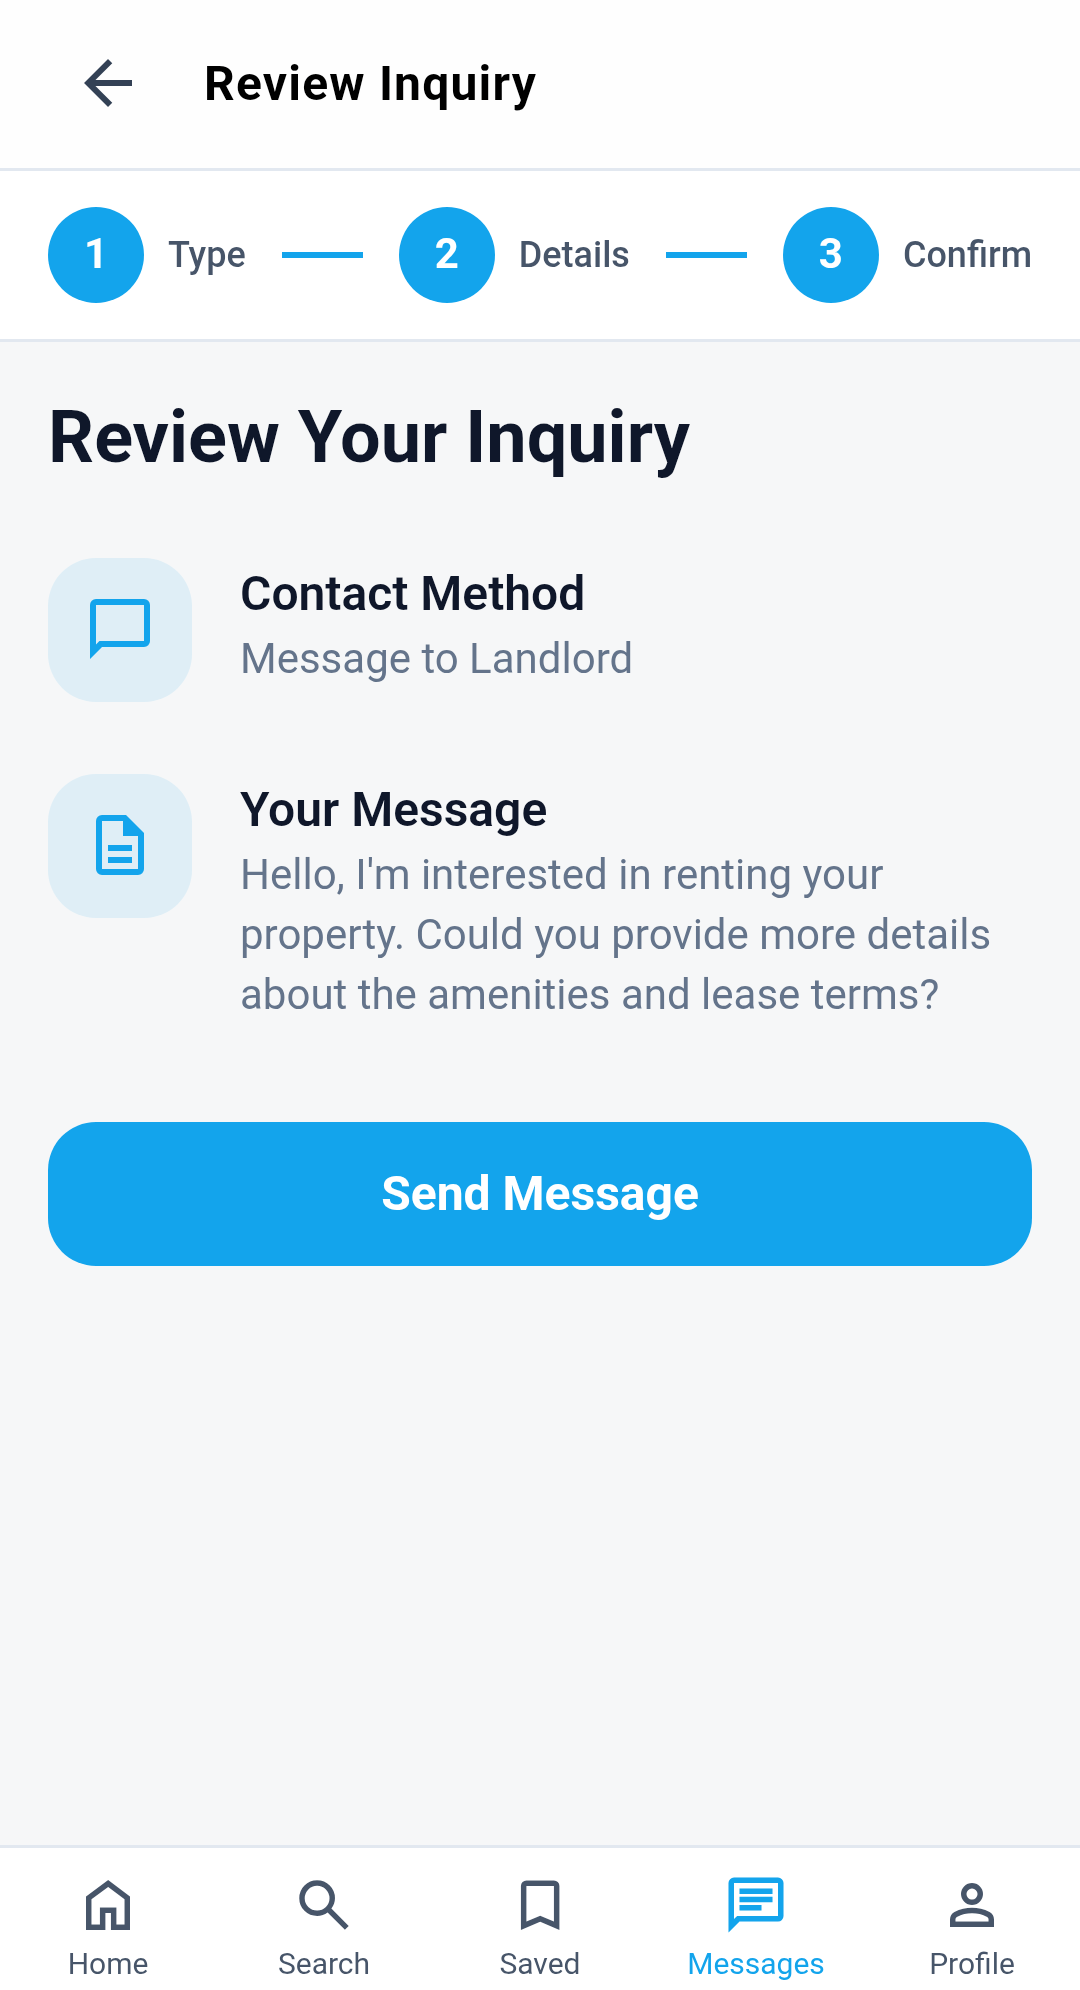 Review Inquiry
1 Type 2 Details 3 Confirm
Review Your Inquiry
Contact Method
Message to Landlord
Your Message
Hello, I'm interested in renting your
property. Could you provide more details
about the amenities and lease terms?
Send Message
Home Search Saved Messages Profile